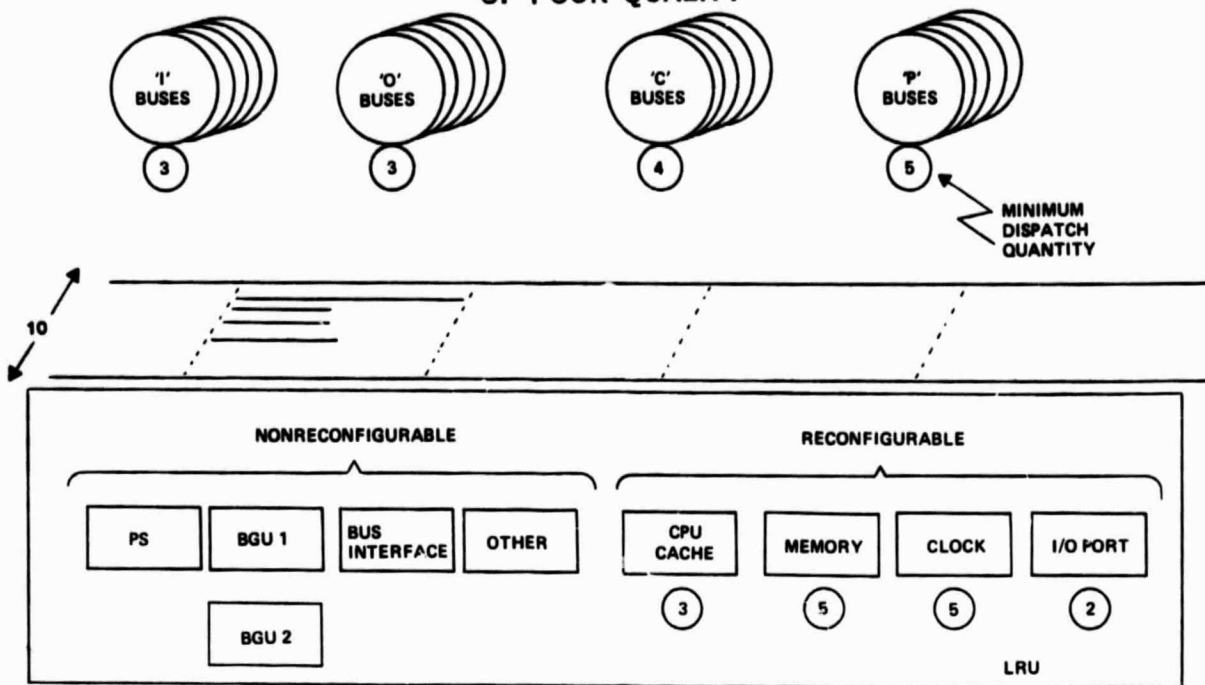 'I'
BUSES
'O'
BUSES
'C'
BUSES
'P'
BUSES
3
3
4
5
MINIMUM
DISPATCH
QUANTITY
10
NONRECONFIGURABLE
RECONFIGURABLE
PS
BGU 1
BUS
INTERFACE
OTHER
CPU
CACHE
MEMORY
CLOCK
I/O PORT
3
5
5
2
BGU 2
LRU